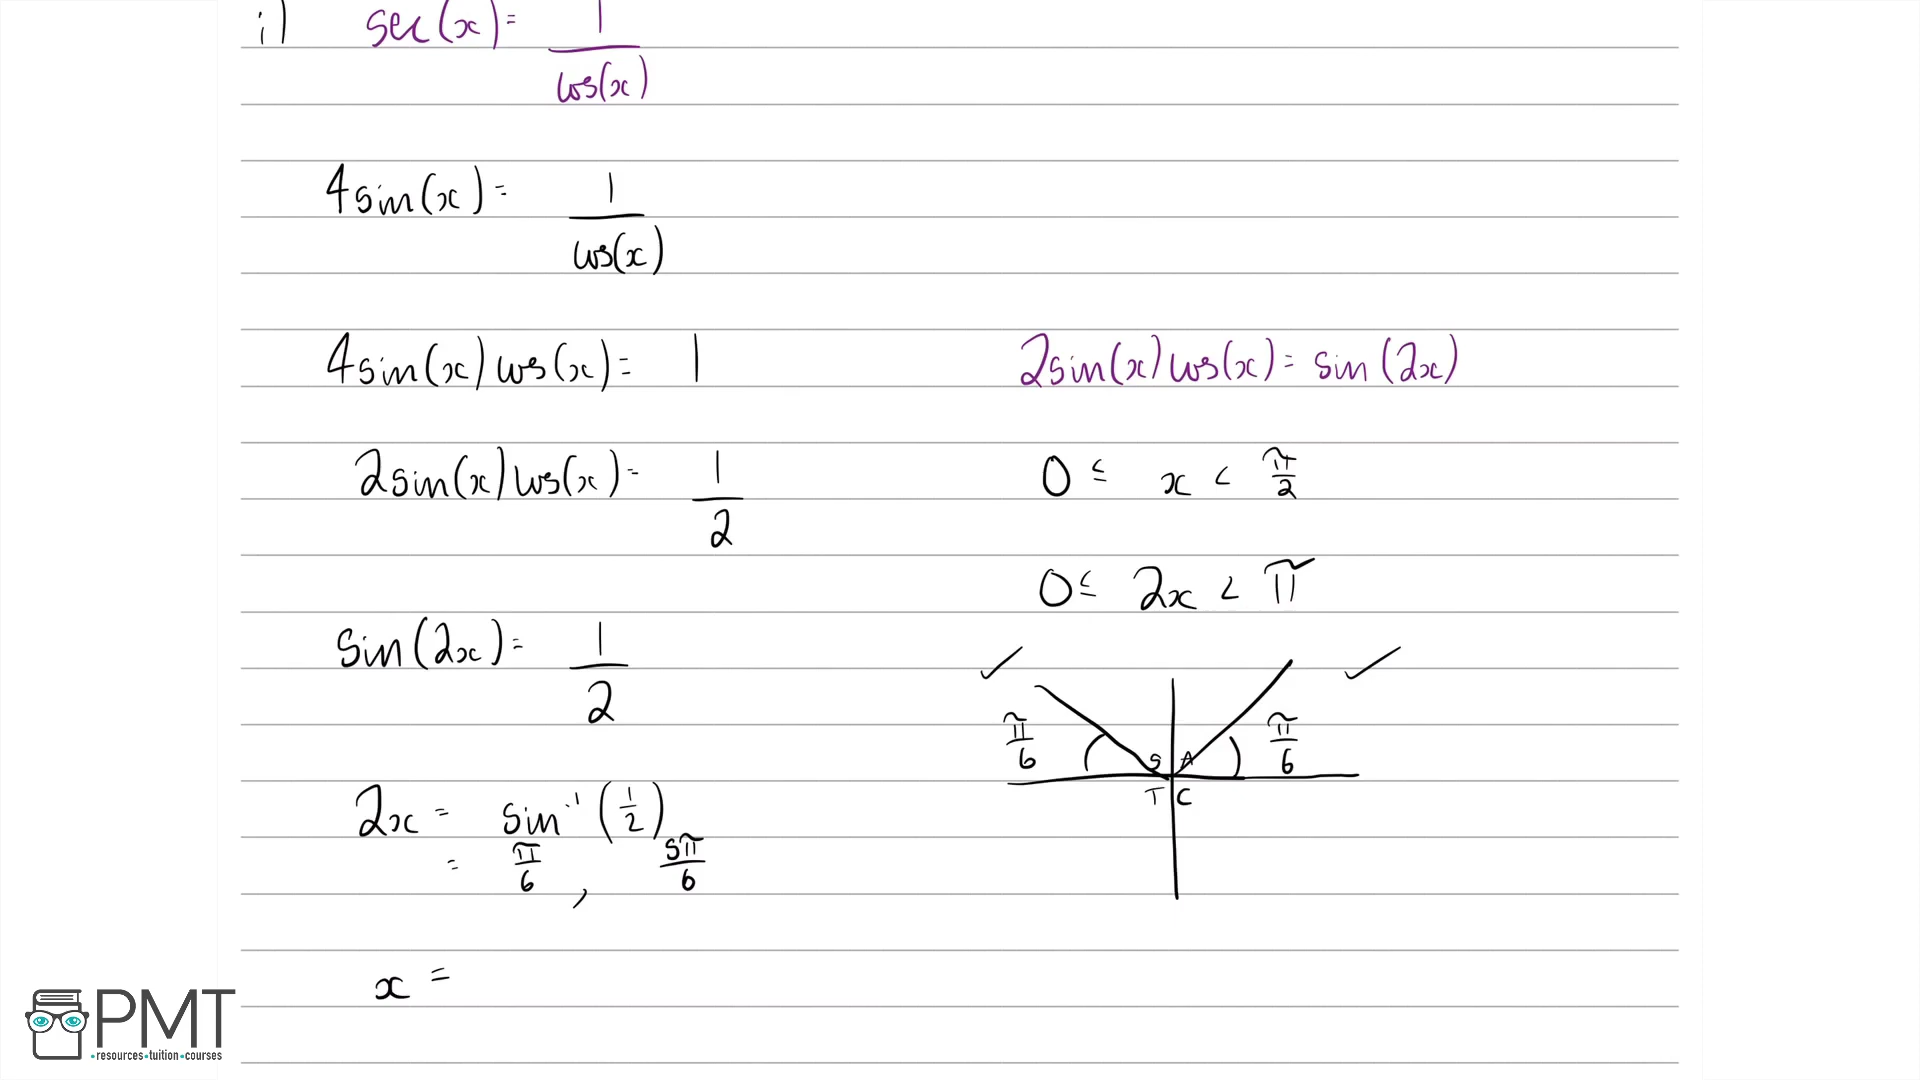 i) sec(x) = 1/cos(x)
4sin(x) = 1/cos(x)
4sin(x)cos(x) = 1
2sin(x)cos(x) = sin(2x)
2sin(x)cos(x) = 1/2
0 ≤ x < π/2
0 ≤ 2x < π
sin(2x) = 1/2
✓ ✓
π/6 S A π/6
T C
2x = sin⁻¹(1/2)
= π/6, 5π/6
x =
PMT
•resources•tuition•courses